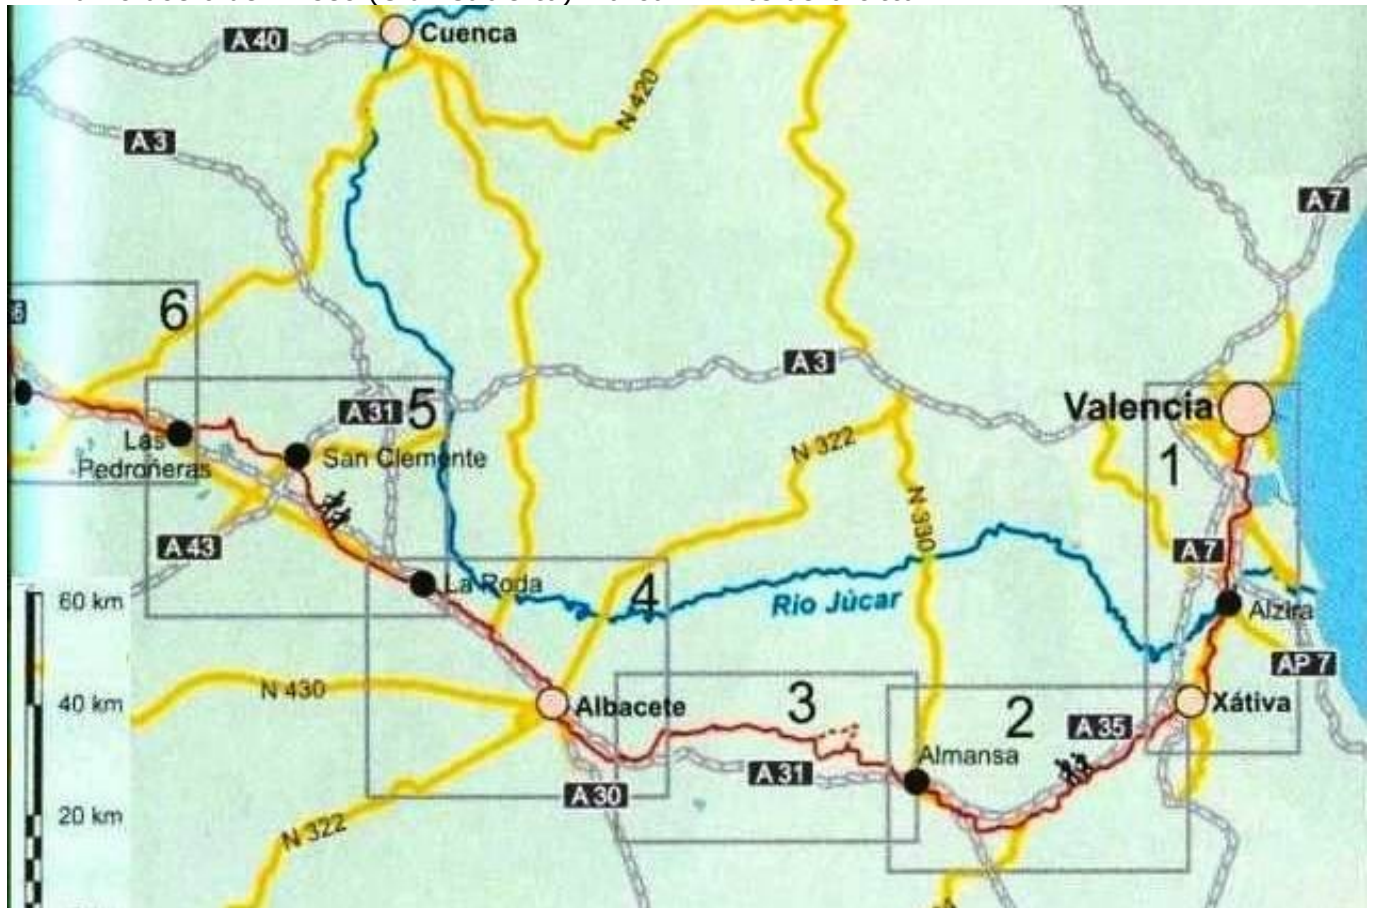 A 40
Cuenca
N 420
A 3
A 7
6
A 3
A 31
5
Valencia
Las
Pedroñeras
San Clemente
N 322
1
N 330
A 43
A 7
La Roda
4
Río Júcar
60 km
Alzira
AP 7
N 430
40 km
Albacete
3
2
A 35
Xátiva
Almansa
A 31
A 30
20 km
N 322